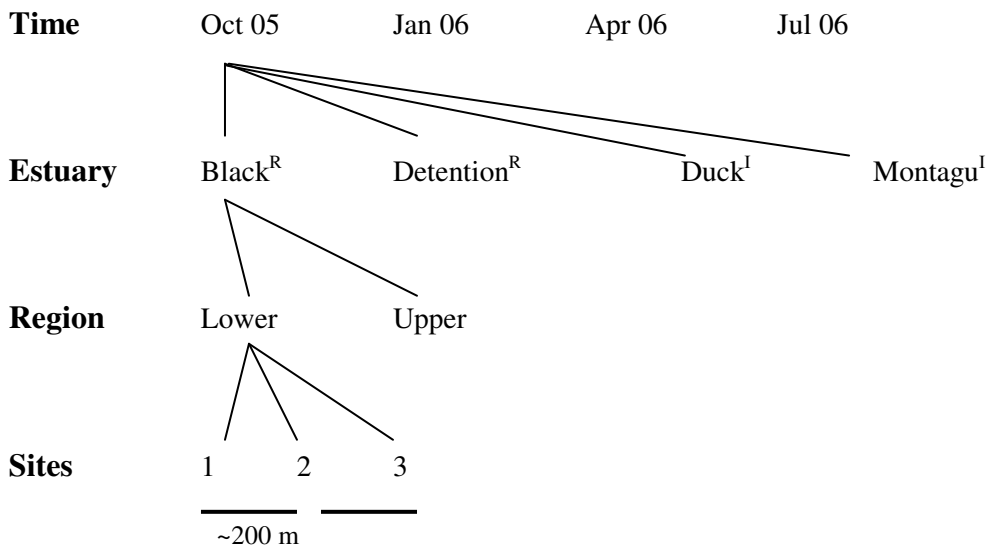 Time Oct 05 Jan 06 Apr 06 Jul 06
Estuary Black^R Detention^R Duck^I Montagu^I
Region Lower Upper
Sites 1 2 3
~200 m